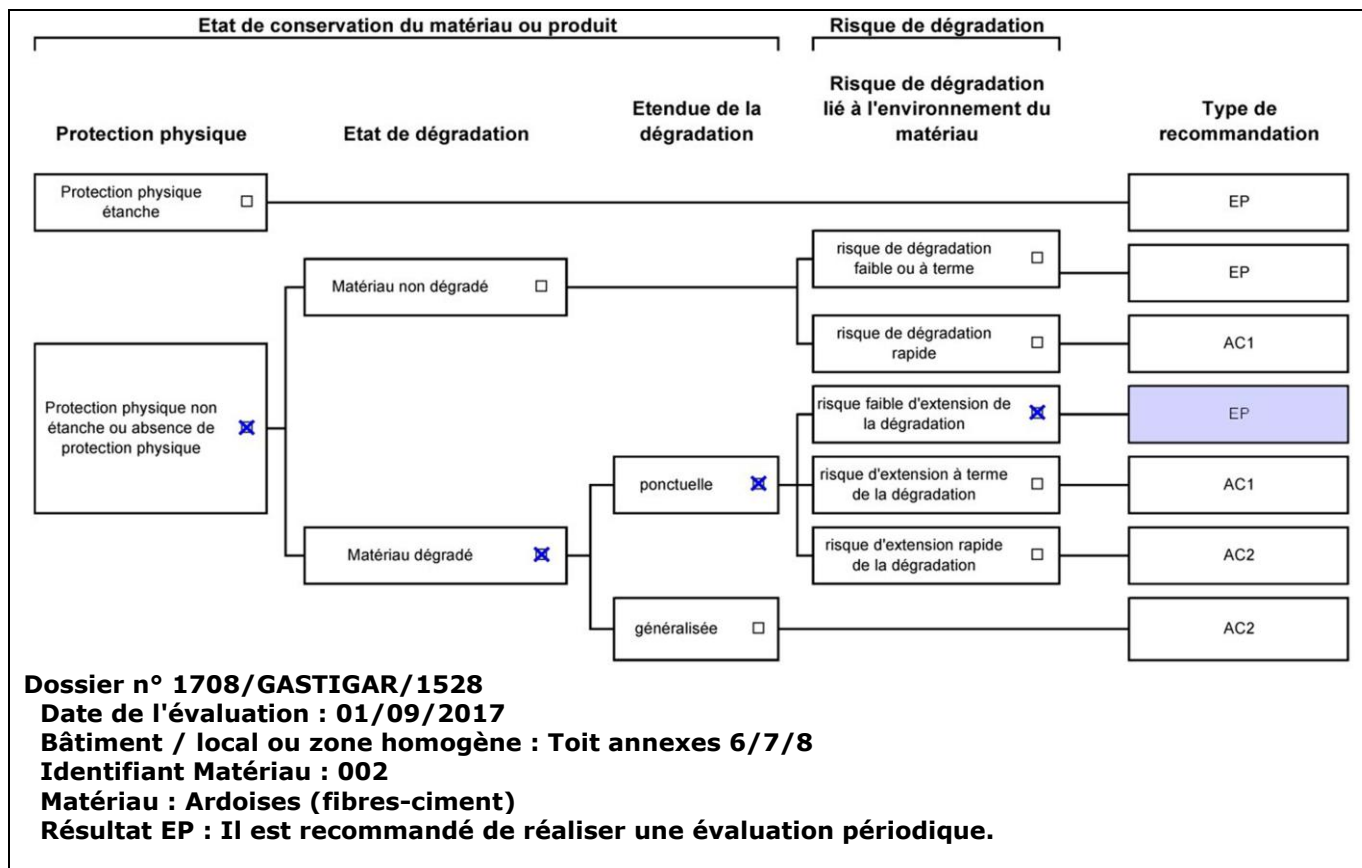 Etat de conservation du matériau ou produit
Risque de dégradation
Protection physique
Etat de dégradation
Etendue de la
dégradation
Risque de dégradation
lié à l'environnement du
matériau
Type de
recommandation
Protection physique
étanche
EP
Matériau non dégradé
risque de dégradation
faible ou à terme
EP
risque de dégradation
rapide
AC1
Protection physique non
étanche ou absence de
protection physique
risque faible d'extension de
la dégradation
EP
ponctuelle
risque d'extension à terme
de la dégradation
AC1
Matériau dégradé
risque d'extension rapide
de la dégradation
AC2
généralisée
AC2
Dossier n° 1708/GASTIGAR/1528
Date de l'évaluation : 01/09/2017
Bâtiment / local ou zone homogène : Toit annexes 6/7/8
Identifiant Matériau : 002
Matériau : Ardoises (fibres-ciment)
Résultat EP : Il est recommandé de réaliser une évaluation périodique.